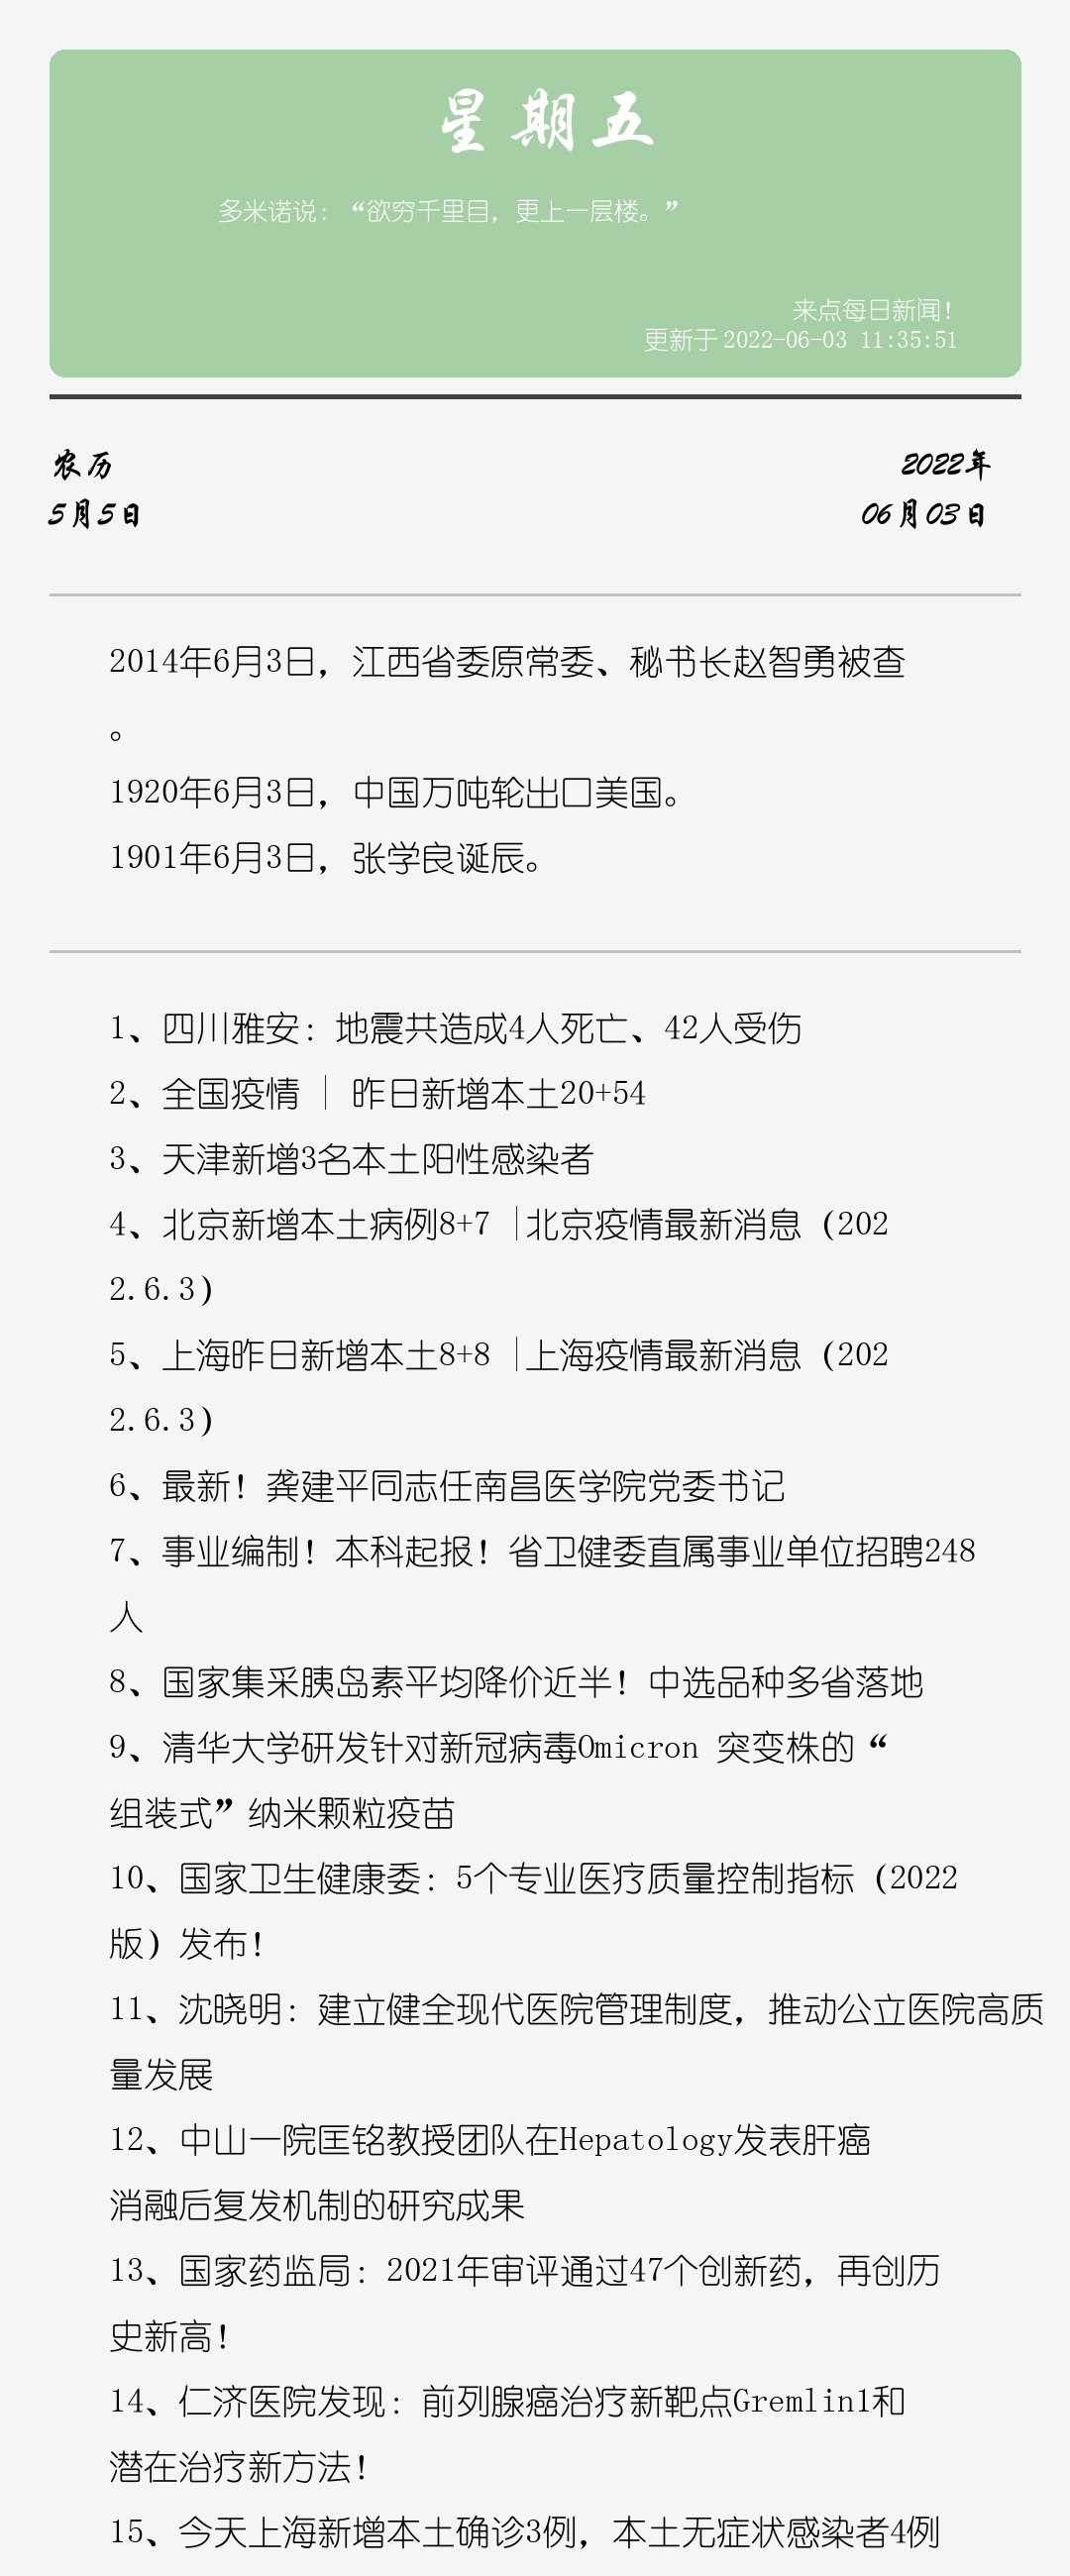 星期五
多米诺说：“欲穷千里目，更上一层楼。”
来点每日新闻！
更新于 2022-06-03 11:35:51
农历
2022年
5月5日
06月03日
2014年6月3日，江西省委原常委、秘书长赵智勇被查
。
1920年6月3日，中国万吨轮出口美国。
1901年6月3日，张学良诞辰。
1、四川雅安：地震共造成4人死亡、42人受伤
2、全国疫情 | 昨日新增本土20+54
3、天津新增3名本土阳性感染者
4、北京新增本土病例8+7 |北京疫情最新消息（202
2.6.3）
5、上海昨日新增本土8+8 |上海疫情最新消息（202
2.6.3）
6、最新！龚建平同志任南昌医学院党委书记
7、事业编制！本科起报！省卫健委直属事业单位招聘248
人
8、国家集采胰岛素平均降价近半！中选品种多省落地
9、清华大学研发针对新冠病毒Omicron 突变株的“
组装式”纳米颗粒疫苗
10、国家卫生健康委：5个专业医疗质量控制指标（2022
版）发布！
11、沈晓明：建立健全现代医院管理制度，推动公立医院高质
量发展
12、中山一院匡铭教授团队在Hepatology发表肝癌
消融后复发机制的研究成果
13、国家药监局：2021年审评通过47个创新药，再创历
史新高！
14、仁济医院发现：前列腺癌治疗新靶点Gremlin1和
潜在治疗新方法！
15、今天上海新增本土确诊3例，本土无症状感染者4例